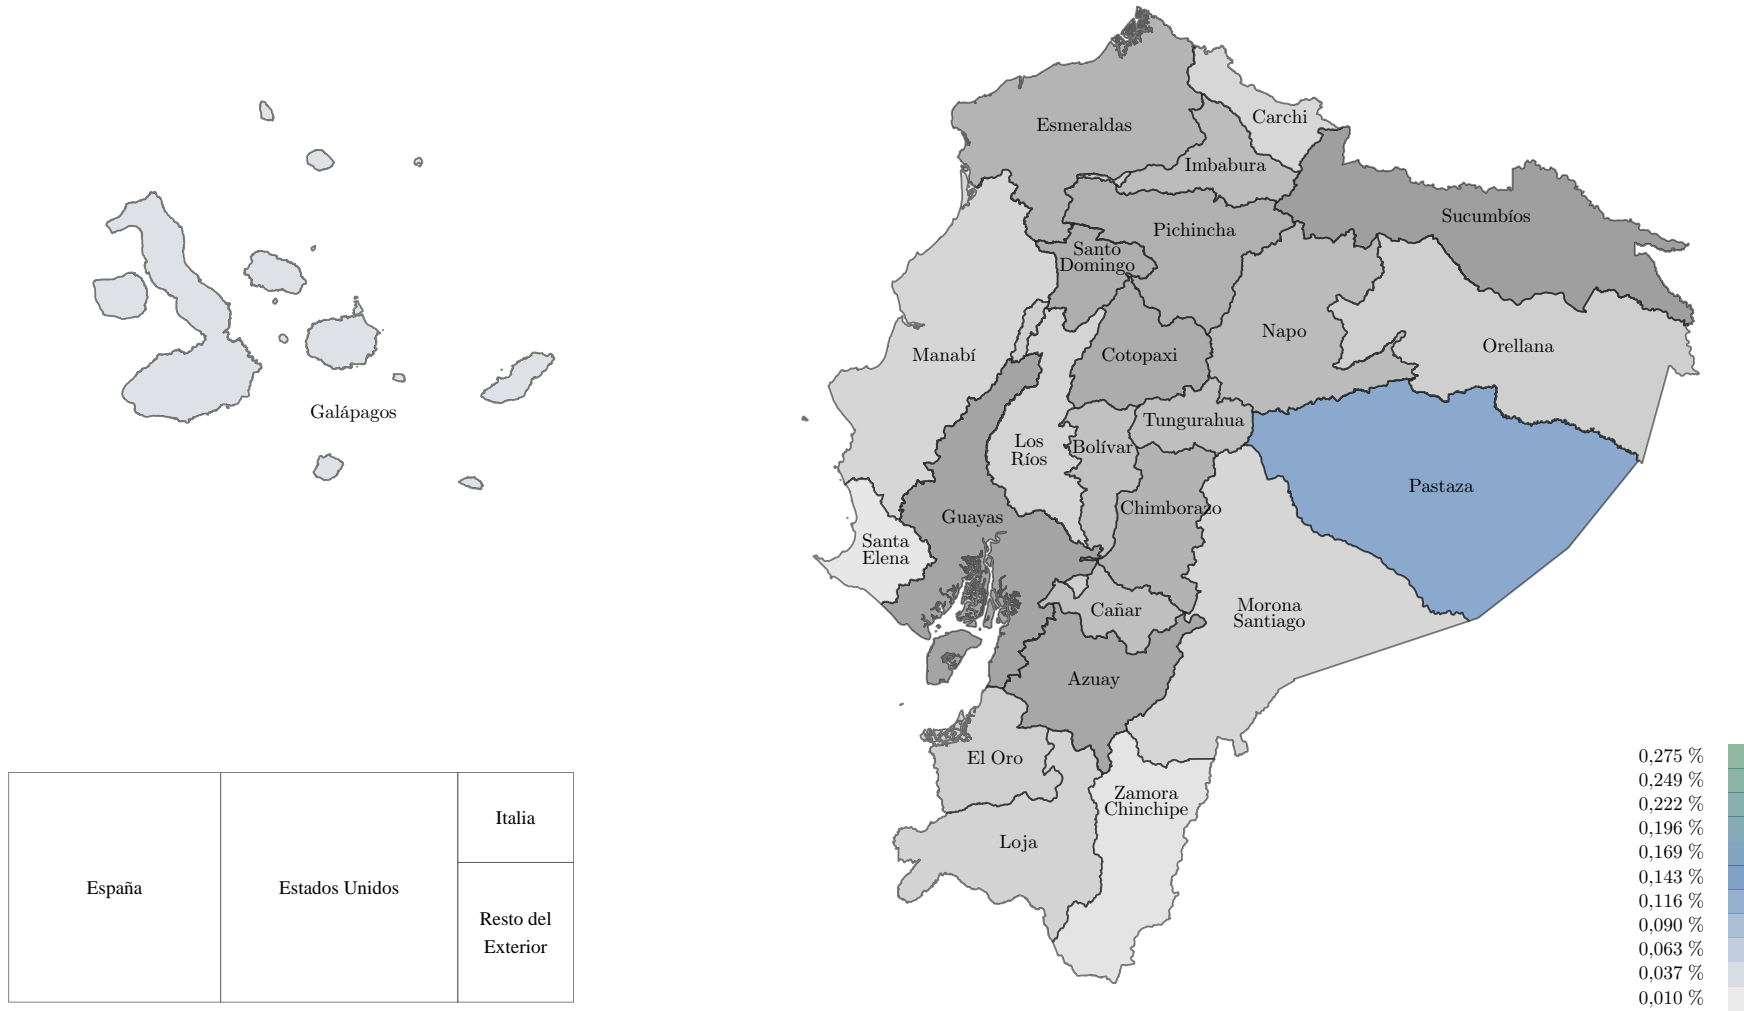 Esmeraldas
Carchi
Imbabura
Sucumbíos
Pichincha
Santo
Domingo
Napo
Orellana
Manabí
Cotopaxi
Galápagos
Tungurahua
Los
Ríos
Bolívar
Pastaza
Chimborazo
Guayas
Santa
Elena
Cañar
Morona
Santiago
Azuay
El Oro
Zamora
Chinchipe
Loja
España
Estados Unidos
Italia
Resto del
Exterior
0,275 %
0,249 %
0,222 %
0,196 %
0,169 %
0,143 %
0,116 %
0,090 %
0,063 %
0,037 %
0,010 %